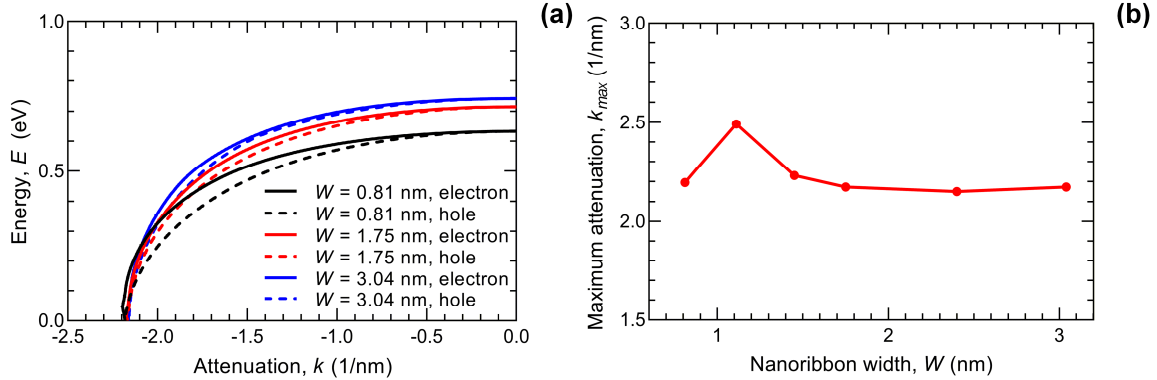 (a)
1.0
0.5
0.0
Energy, E (eV)
W = 0.81 nm, electron
W = 0.81 nm, hole
W = 1.75 nm, electron
W = 1.75 nm, hole
W = 3.04 nm, electron
W = 3.04 nm, hole
-2.5 -2.0 -1.5 -1.0 -0.5 0.0
Attenuation, k (1/nm)
(b)
3.0
2.5
2.0
1.5
Maximum attenuation, kmax (1/nm)
1 2 3
Nanoribbon width, W (nm)